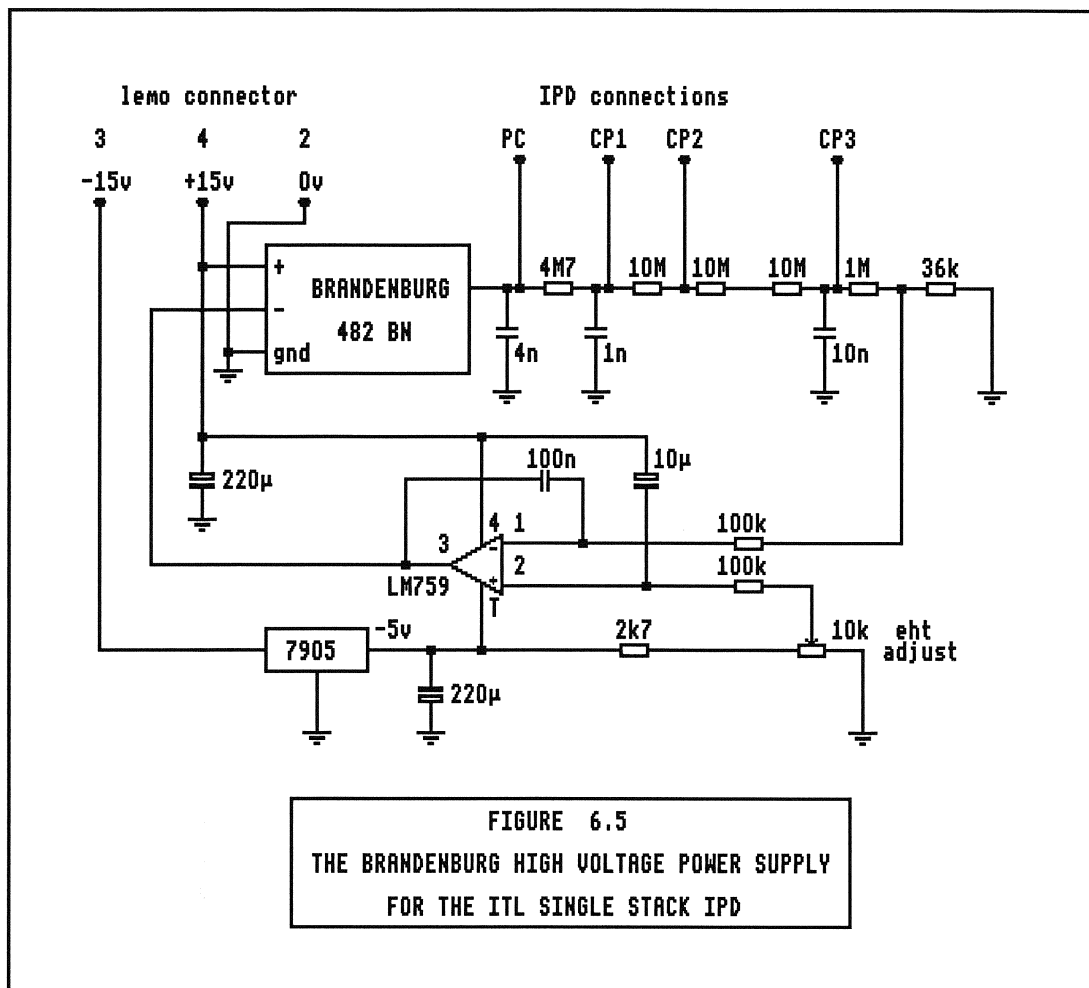 lemo connector IPD connections
3 4 2 PC CP1 CP2 CP3
-15v +15v 0v
+ BRANDENBURG 4M7 10M 10M 10M 1M 36k
- 482 BN
gnd 4n 1n 10n
220µ 100n 10µ
4 1 100k
3 - 2 100k
LM759 + T
7905 -5v 2k7 10k eht
adjust
220µ
FIGURE 6.5
THE BRANDENBURG HIGH VOLTAGE POWER SUPPLY
FOR THE ITL SINGLE STACK IPD